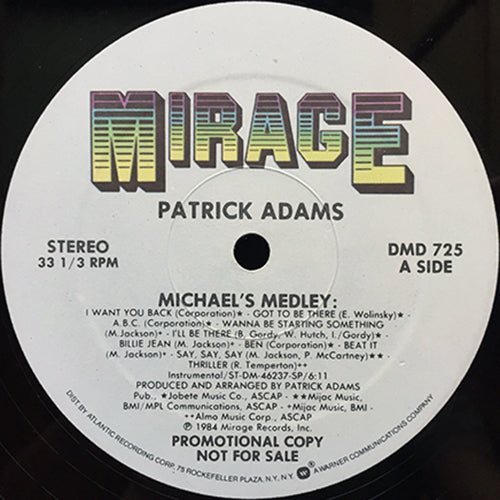 MIRAGE
PATRICK ADAMS
STEREO
33 1/3 RPM
DMD 725
A SIDE
MICHAEL'S MEDLEY:
I WANT YOU BACK (Corporation)★ - GOT TO BE THERE (E. Wolinsky) ★ -
A.B.C. (Corporation)★ - WANNA BE STARTING SOMETHING
(M.Jackson)+ - I'LL BE THERE (B. Gordy, W. Hutch, I./Gordy)★ -
BILLIE JEAN (M. Jackson)+ - BEN (Corporation)★ - BEAT IT
(M. Jackson)+ - SAY, SAY, SAY (M. Jackson, P. McCartney)★★ -
THRILLER (R. Temperton)++
Instrumental/ST-DM-46237-SP/6:11
PRODUCED AND ARRANGED BY PATRICK ADAMS
Pub., ★Jobete Music Co., ASCAP - ★★Mijac Music,
BMI/MPL Communications, ASCAP - +Mijac Music, BMI -
++Almo Music Corp., ASCAP
℗ 1984 Mirage Records, Inc.
PROMOTIONAL COPY
NOT FOR SALE
DIST. BY ATLANTIC RECORDING CORP., 75 ROCKEFELLER PLAZA, N.Y., N.Y. A WARNER COMMUNICATIONS COMPANY